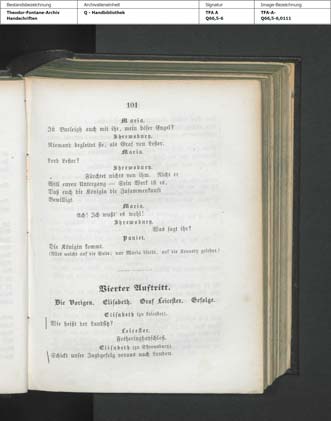 Bestandsbezeichnung Archivalieneinheit Signatur Image-Bezeichnung
Theodor-Fontane-Archiv Q - Handbibliothek TFA A TFA-A-
Handschriften Q66,5-6 Q66,5-6,0111
101
Maria.
Ist Burleigh auch mit ihr, mein böser Engel?
Shrewsbury.
Niemand begleitet sie, als Graf von Lester.
Maria.
Lord Lester?
Shrewsbury.
Fürchtet nichts von ihm. Nicht er
Will euren Untergang — Sein Werk ist es,
Daß euch die Königin die Zusammenkunft
Bewilligt.
Maria.
Ach! Ich wußt' es wohl!
Shrewsbury.
Was sagt ihr?
Paulet.
Die Königin kommt.
(Alles weicht auf die Seite; nur Maria bleibt, auf die Kennedy gelehnt.)
Vierter Auftritt.
Die Vorigen. Elisabeth. Graf Leicester. Gefolge.
Elisabeth (zu Leicester).
Wie heißt der Landsitz?
Leicester.
Fotheringhayschloß.
Elisabeth (zu Shrewsbury).
Schickt unser Jagdgefolg voraus nach London.